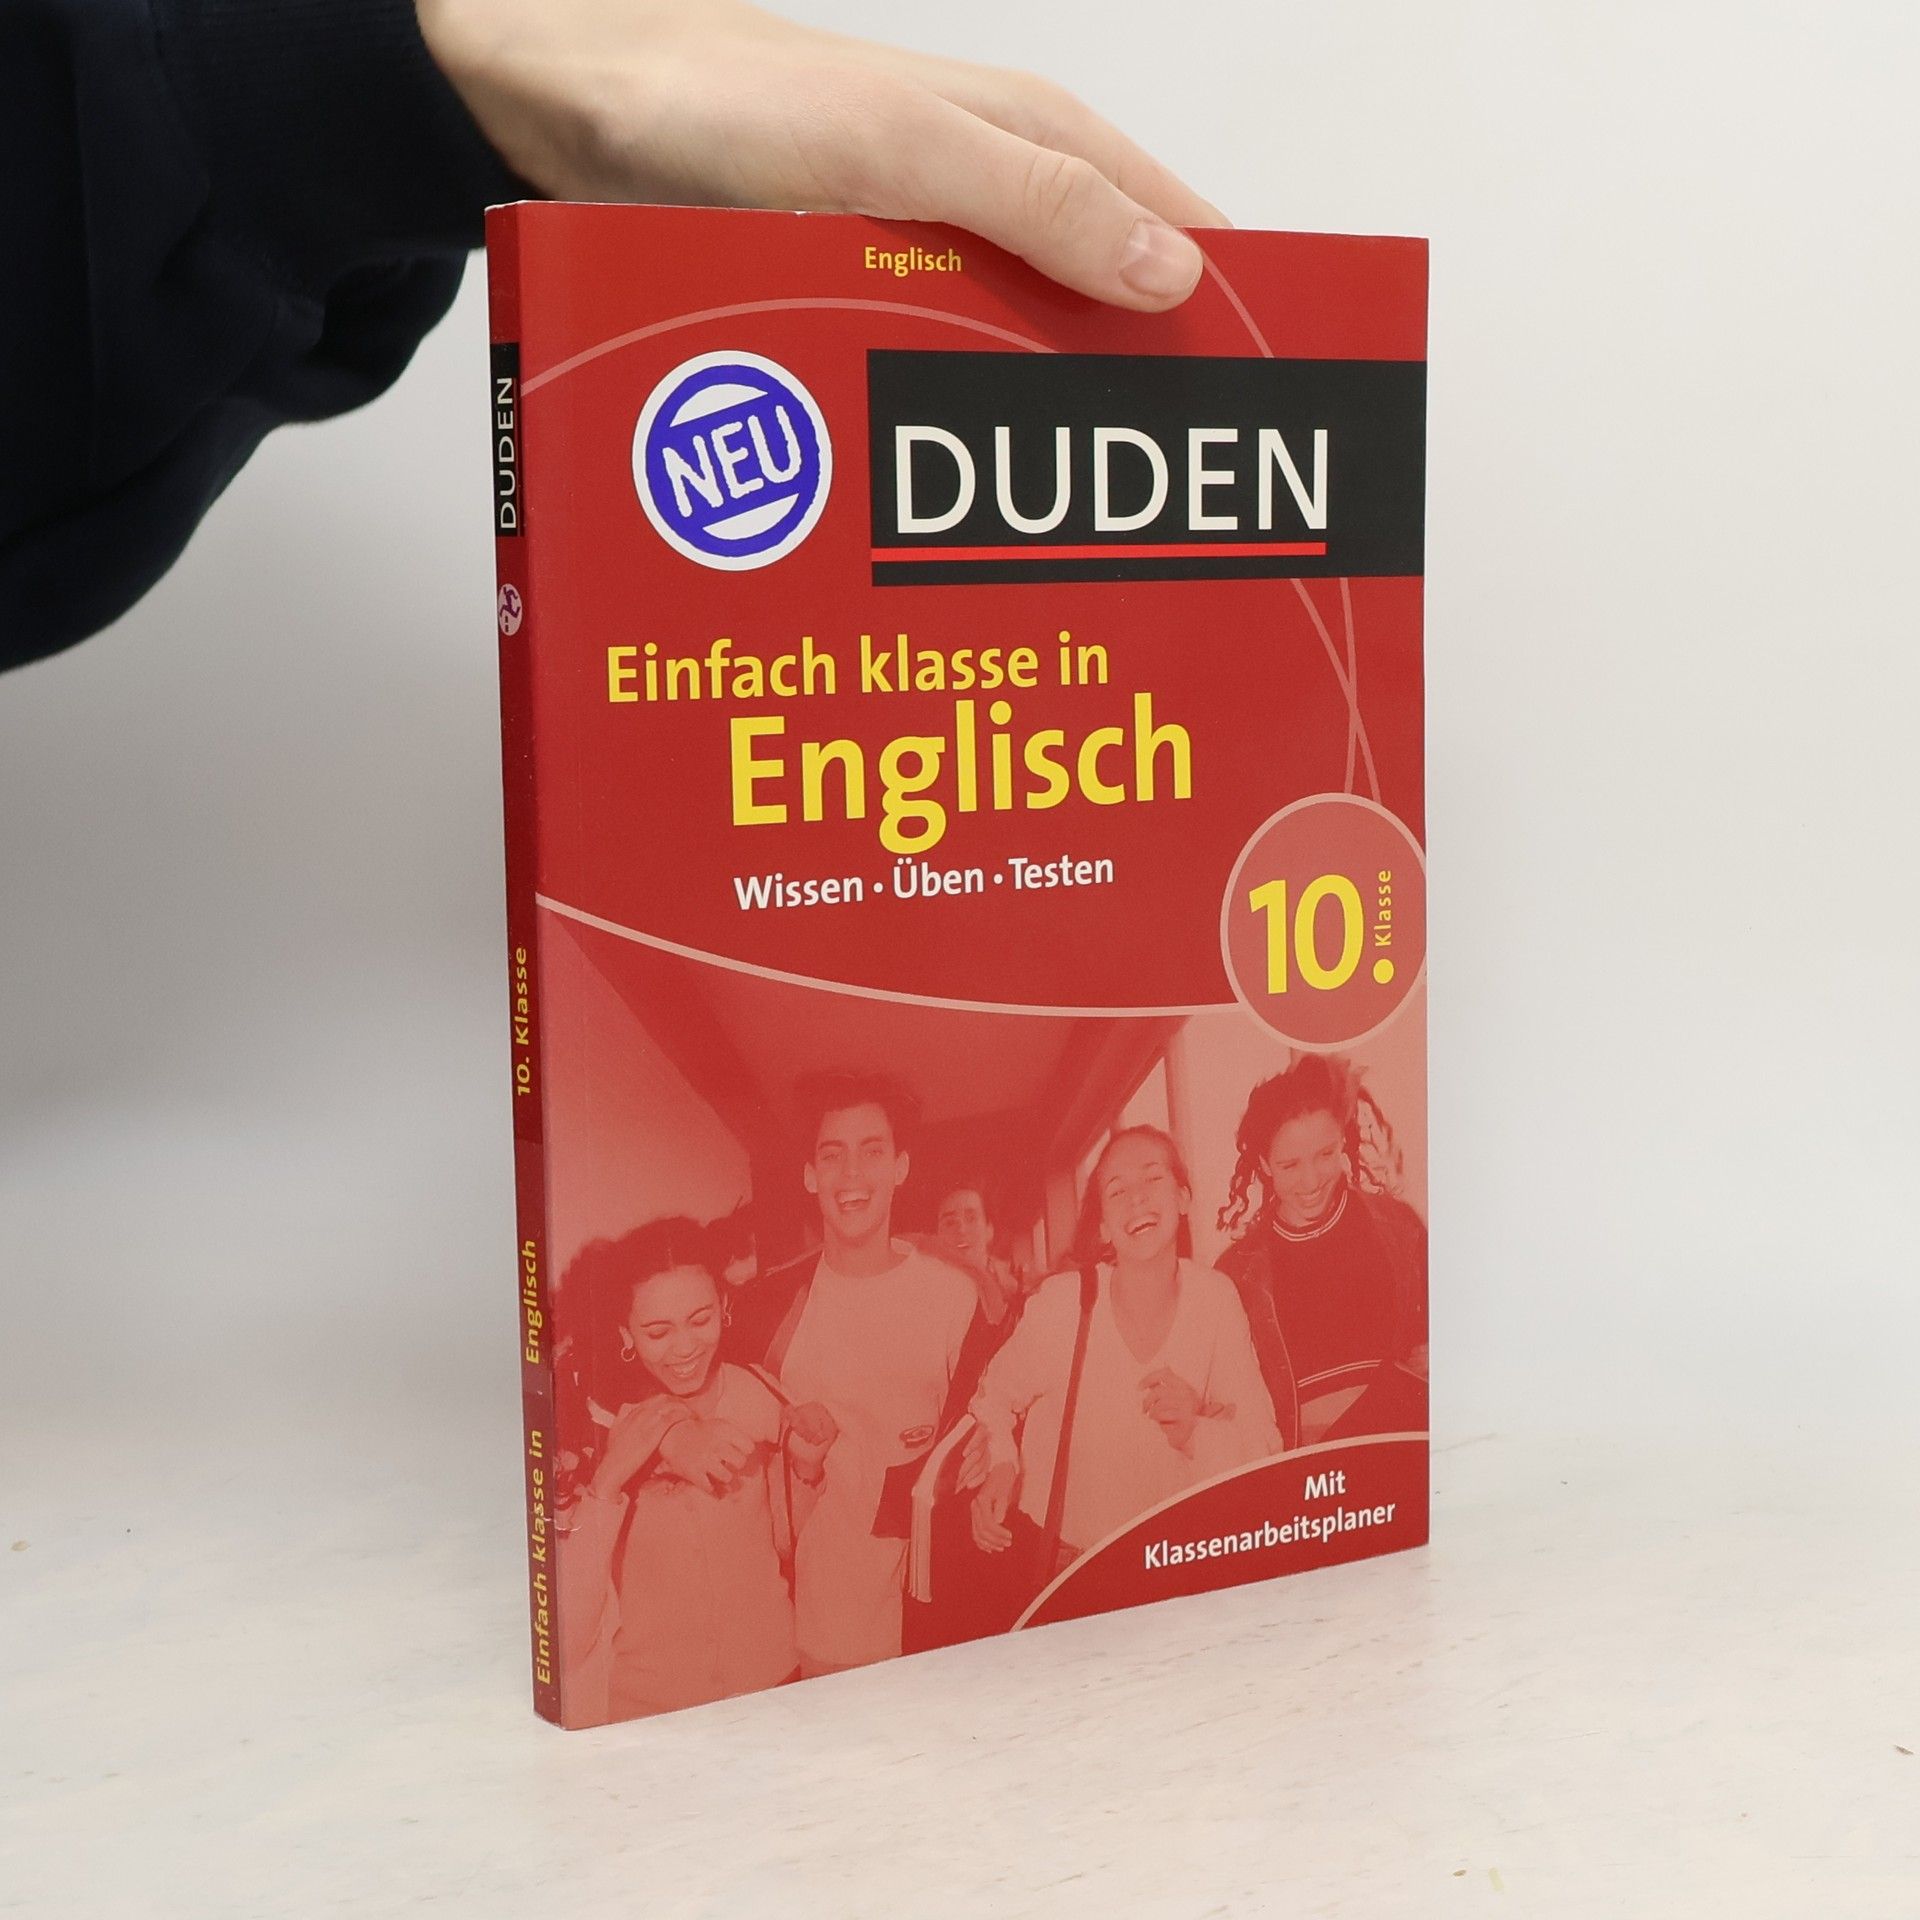 Englisch
NEU
DUDEN
Einfach klasse in
Englisch
Wissen • Üben • Testen
10. Klasse
Mit
Klassenarbeitsplaner
Einfach klasse in Englisch 10. Klasse DUDEN